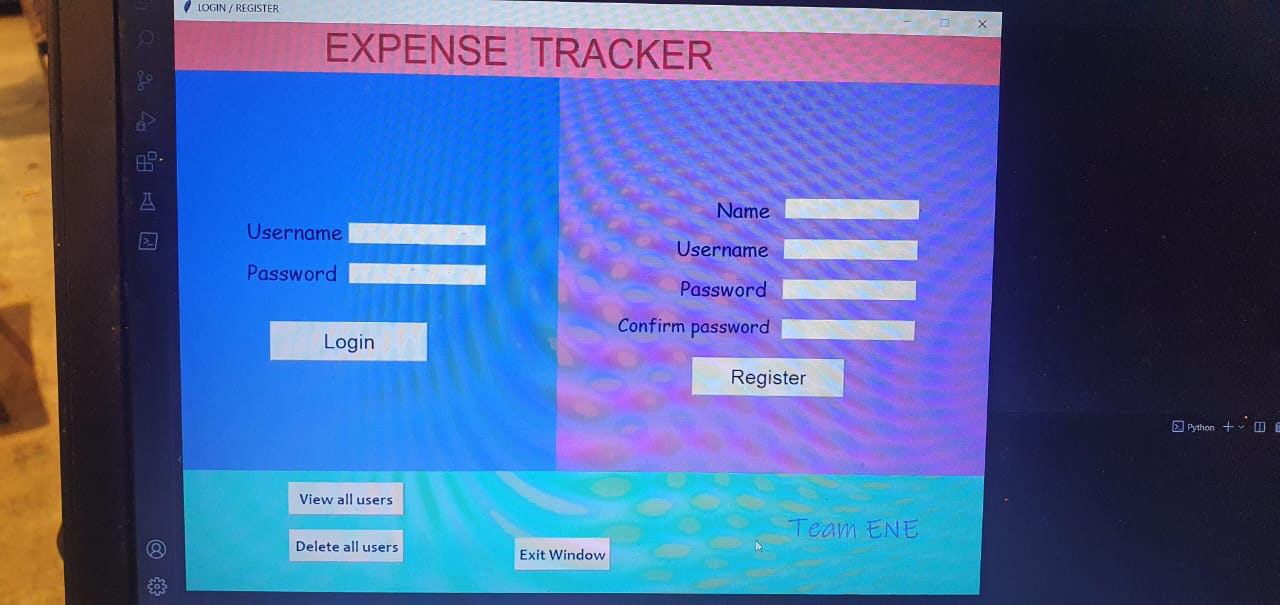 LOGIN / REGISTER
EXPENSE TRACKER
Username
Password
Login
Name
Username
Password
Confirm password
Register
View all users
Delete all users
Exit Window
Team ENE
Python